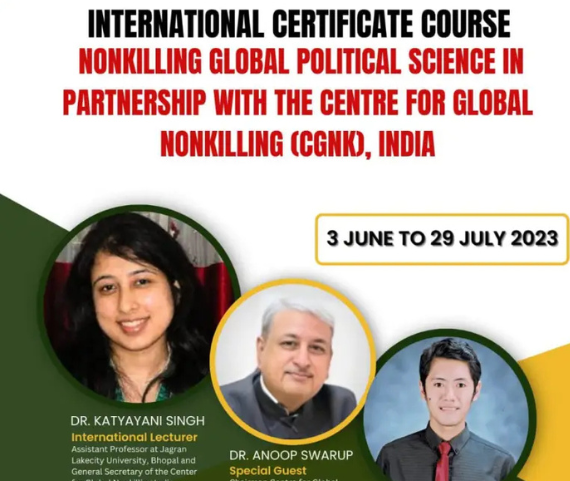 INTERNATIONAL CERTIFICATE COURSE
NONKILLING GLOBAL POLITICAL SCIENCE IN
PARTNERSHIP WITH THE CENTRE FOR GLOBAL
NONKILLING (CGNK), INDIA
3 JUNE TO 29 JULY 2023
DR. KATYAYANI SINGH
International Lecturer
Assistant Professor at Jagran
Lakecity University, Bhopal and
General Secretary of the Center
DR. ANOOP SWARUP
Special Guest